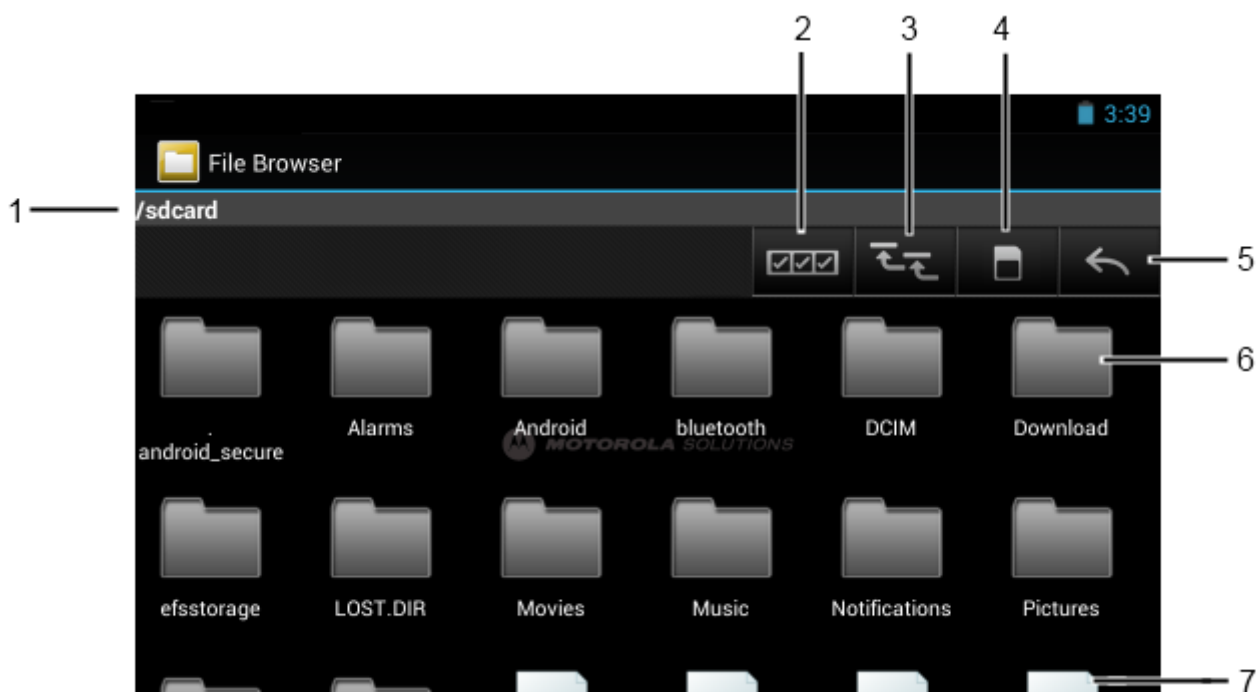 2 3 4
3:39
File Browser
1
/sdcard
5
6
. Alarms Android bluetooth DCIM Download
android_secure
MOTOROLA SOLUTIONS
efsstorage LOST.DIR Movies Music Notifications Pictures
7